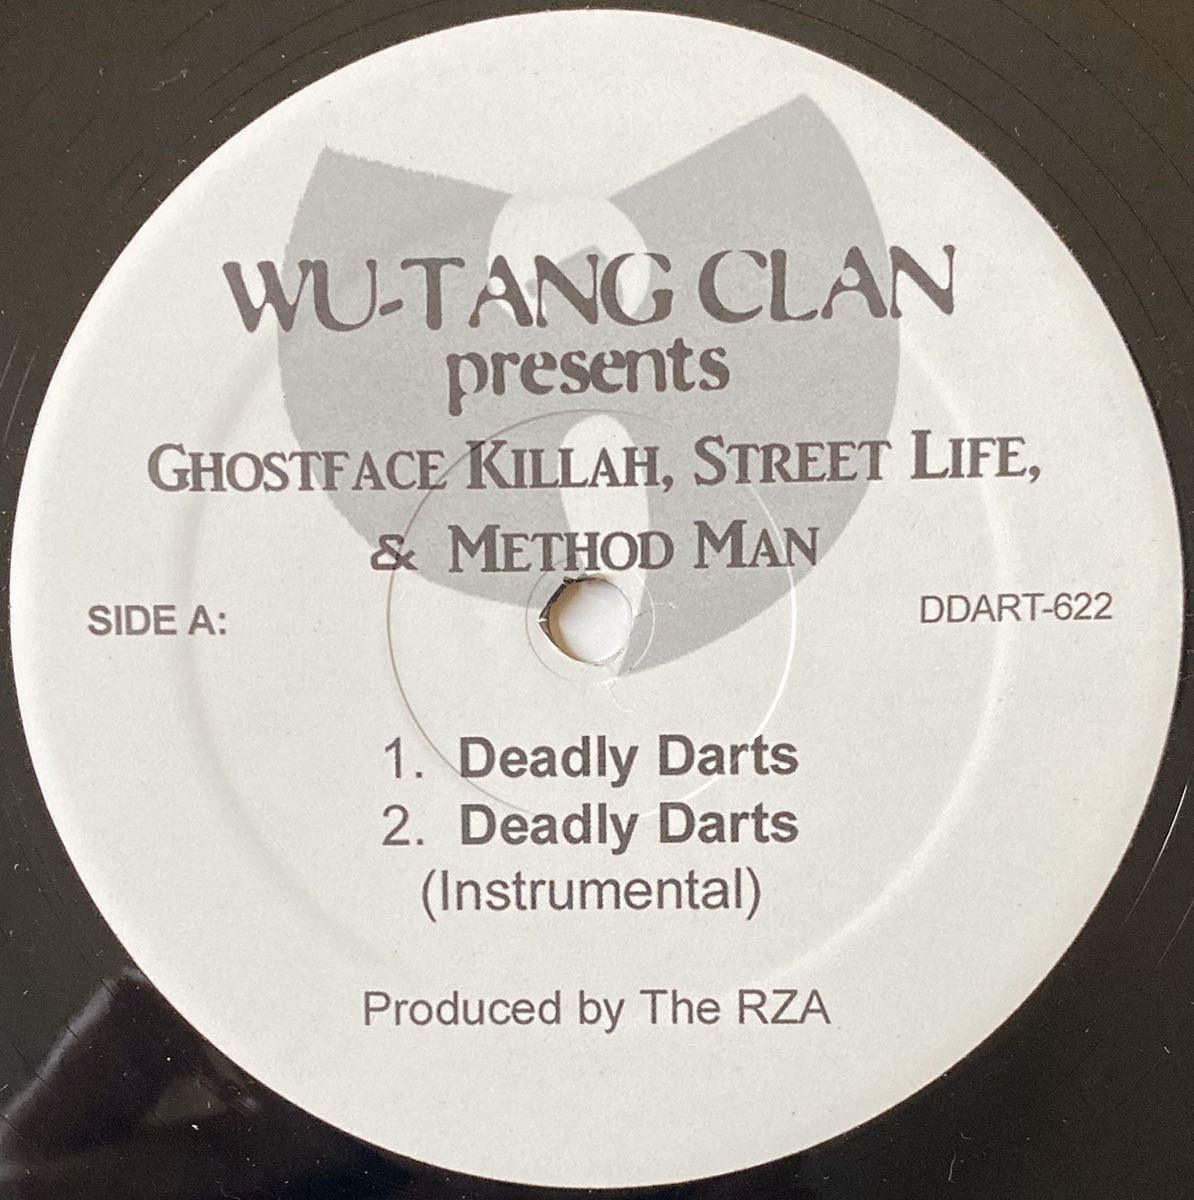 WU-TANG CLAN
presents
GHOSTFACE KILLAH, STREET LIFE,
& METHOD MAN
SIDE A:
DDART-622
1. Deadly Darts
2. Deadly Darts
(Instrumental)
Produced by The RZA